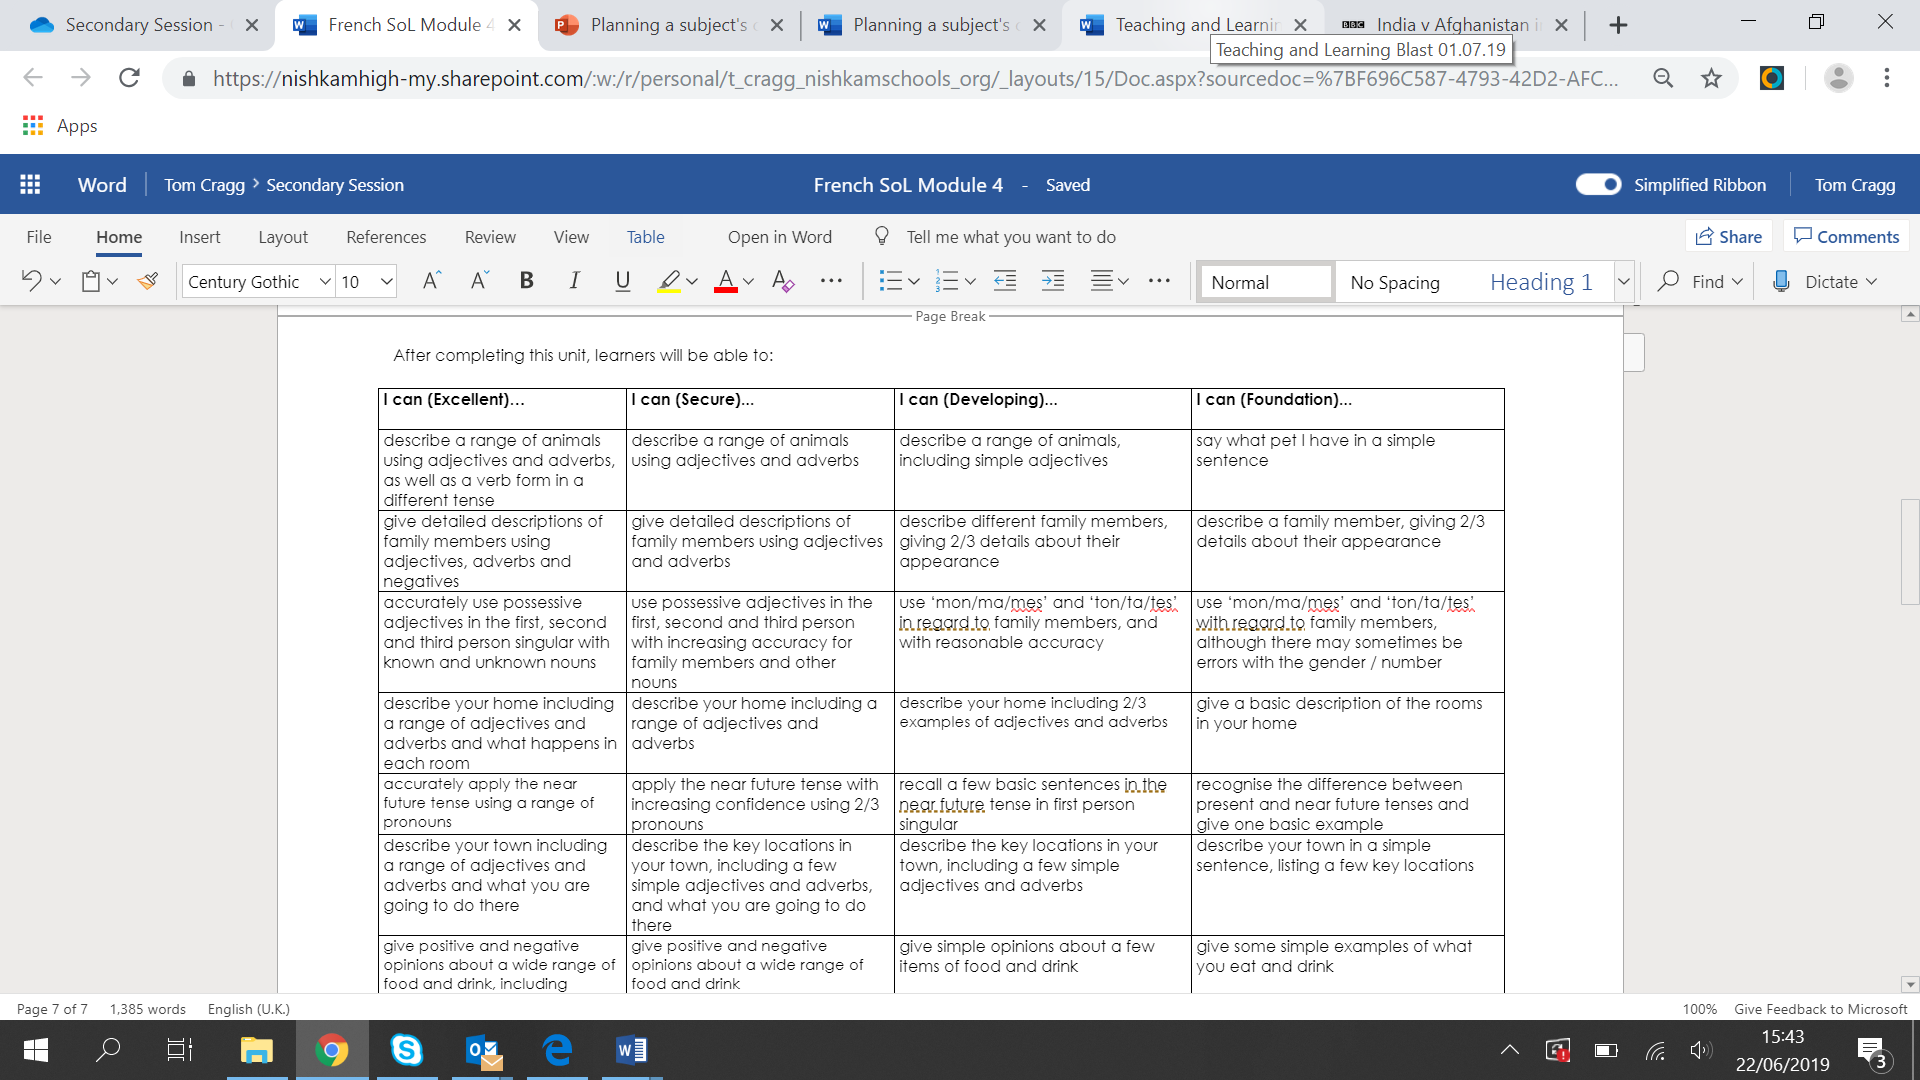 Secondary Session -
French SoL Module 4
Planning a subject's
Planning a subject's
Teaching and Learnin
India v Afghanistan i
Teaching and Learning Blast 01.07.19
https://nishkamhigh-my.sharepoint.com/:w:/r/personal/t_cragg_nishkamschools_org/_layouts/15/Doc.aspx?sourcedoc=%7BF696C587-4793-42D2-AFC...
Apps
Word Tom Cragg > Secondary Session
French SoL Module 4 - Saved
Simplified Ribbon Tom Cragg
File Home Insert Layout References Review View Table Open in Word Tell me what you want to do
Share Comments
Century Gothic 10
Normal No Spacing Heading 1
Find Dictate
Page Break
After completing this unit, learners will be able to:
I can (Excellent)...
I can (Secure)...
I can (Developing)...
I can (Foundation)...
describe a range of animals
using adjectives and adverbs,
as well as a verb form in a
different tense
describe a range of animals
using adjectives and adverbs
describe a range of animals,
including simple adjectives
say what pet I have in a simple
sentence
give detailed descriptions of
family members using
adjectives, adverbs and
negatives
give detailed descriptions of
family members using adjectives
and adverbs
describe different family members,
giving 2/3 details about their
appearance
describe a family member, giving 2/3
details about their appearance
accurately use possessive
adjectives in the first, second
and third person singular with
known and unknown nouns
use possessive adjectives in the
first, second and third person
with increasing accuracy for
family members and other
nouns
use ‘mon/ma/mes’ and ‘ton/ta/tes’
in regard to family members, and
with reasonable accuracy
use ‘mon/ma/mes’ and ‘ton/ta/tes’
with regard to family members,
although there may sometimes be
errors with the gender / number
describe your home including
a range of adjectives and
adverbs and what happens in
each room
describe your home including a
range of adjectives and
adverbs
describe your home including 2/3
examples of adjectives and adverbs
give a basic description of the rooms
in your home
accurately apply the near
future tense using a range of
pronouns
apply the near future tense with
increasing confidence using 2/3
pronouns
recall a few basic sentences in the
near future tense in first person
singular
recognise the difference between
present and near future tenses and
give one basic example
describe your town including
a range of adjectives and
adverbs and what you are
going to do there
describe the key locations in
your town, including a few
simple adjectives and adverbs,
and what you are going to do
there
describe the key locations in your
town, including a few simple
adjectives and adverbs
describe your town in a simple
sentence, listing a few key locations
give positive and negative
opinions about a wide range of
food and drink, including
give positive and negative
opinions about a wide range of
food and drink
give simple opinions about a few
items of food and drink
give some simple examples of what
you eat and drink
Page 7 of 7 1,385 words English (U.K.)
100% Give Feedback to Microsoft
15:43
22/06/2019
3